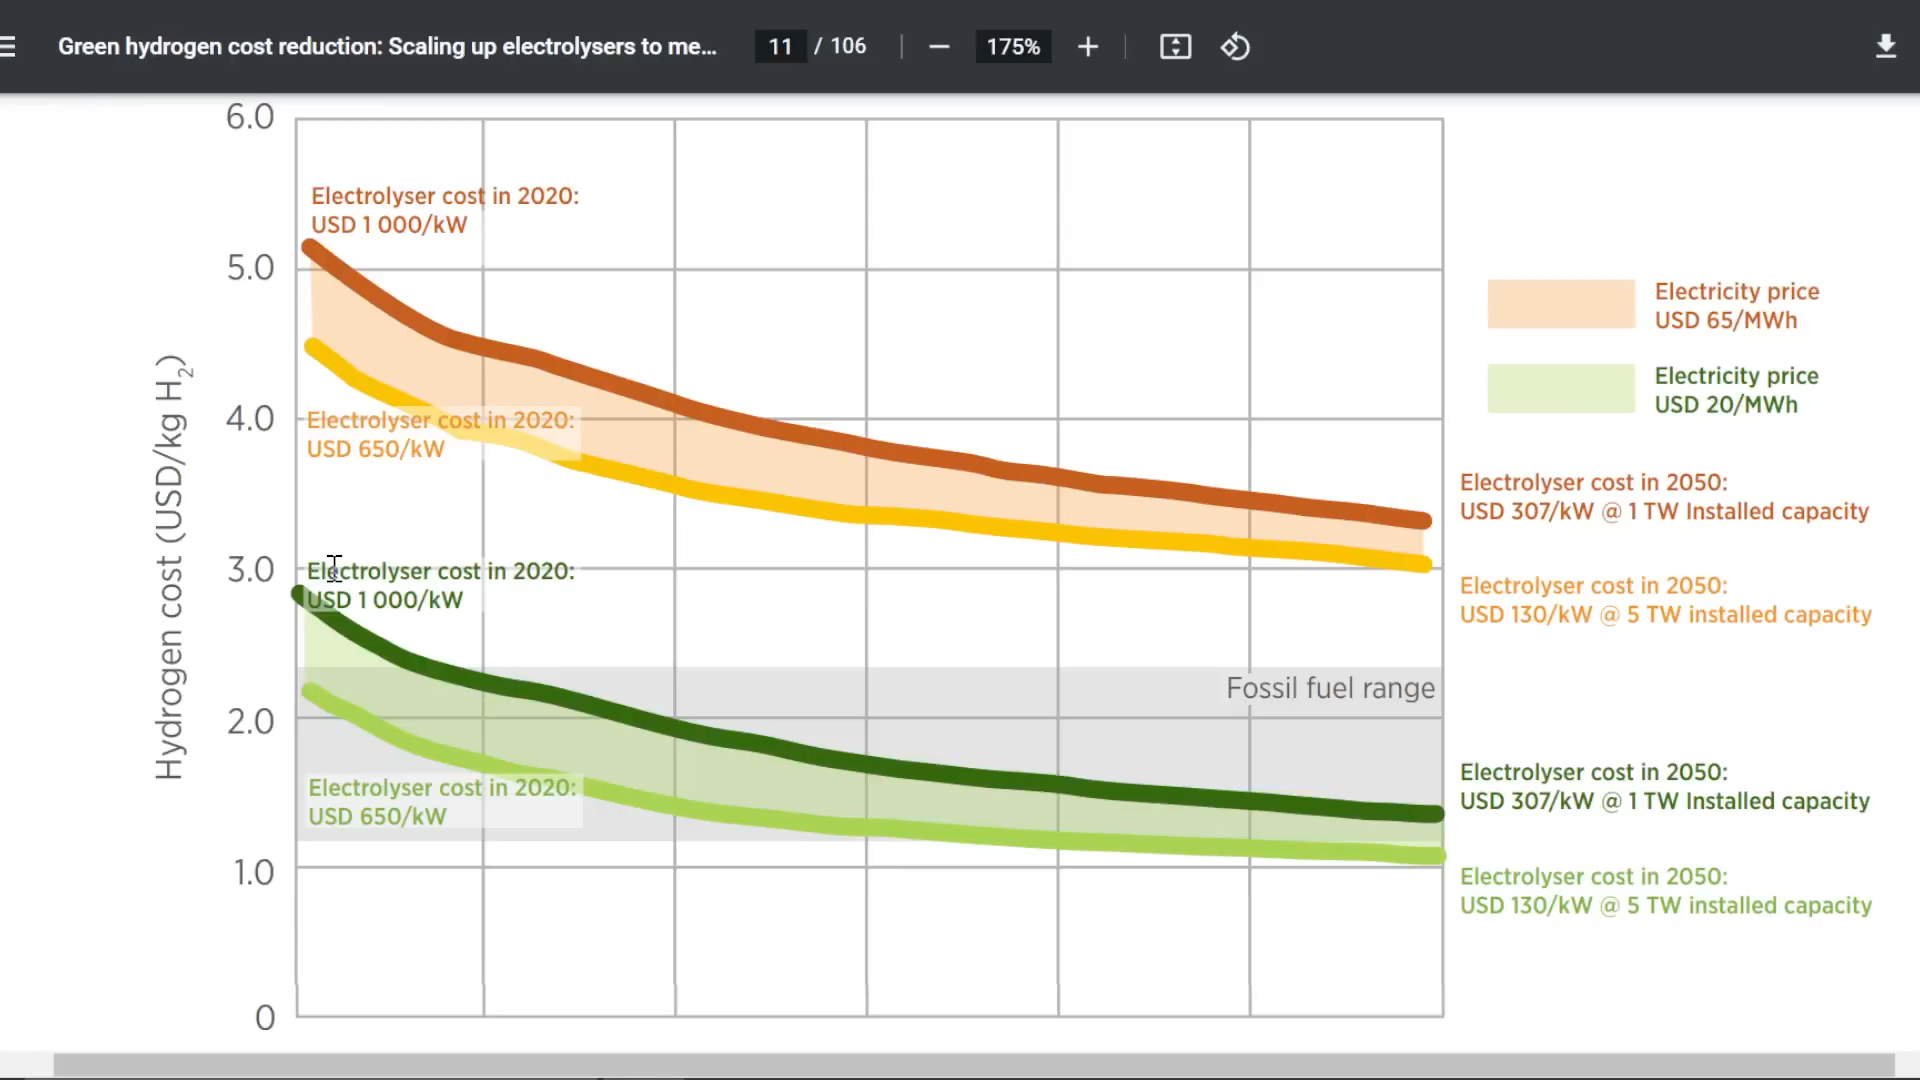 Green hydrogen cost reduction: Scaling up electrolysers to me...
11 / 106
175%
6.0
5.0
4.0
3.0
2.0
1.0
0
Hydrogen cost (USD/kg H₂)
Electrolyser cost in 2020:
USD 1 000/kW
Electrolyser cost in 2020:
USD 650/kW
Electrolyser cost in 2020:
USD 1 000/kW
Electrolyser cost in 2020:
USD 650/kW
Fossil fuel range
Electricity price
USD 65/MWh
Electricity price
USD 20/MWh
Electrolyser cost in 2050:
USD 307/kW @ 1 TW Installed capacity
Electrolyser cost in 2050:
USD 130/kW @ 5 TW installed capacity
Electrolyser cost in 2050:
USD 307/kW @ 1 TW Installed capacity
Electrolyser cost in 2050:
USD 130/kW @ 5 TW installed capacity